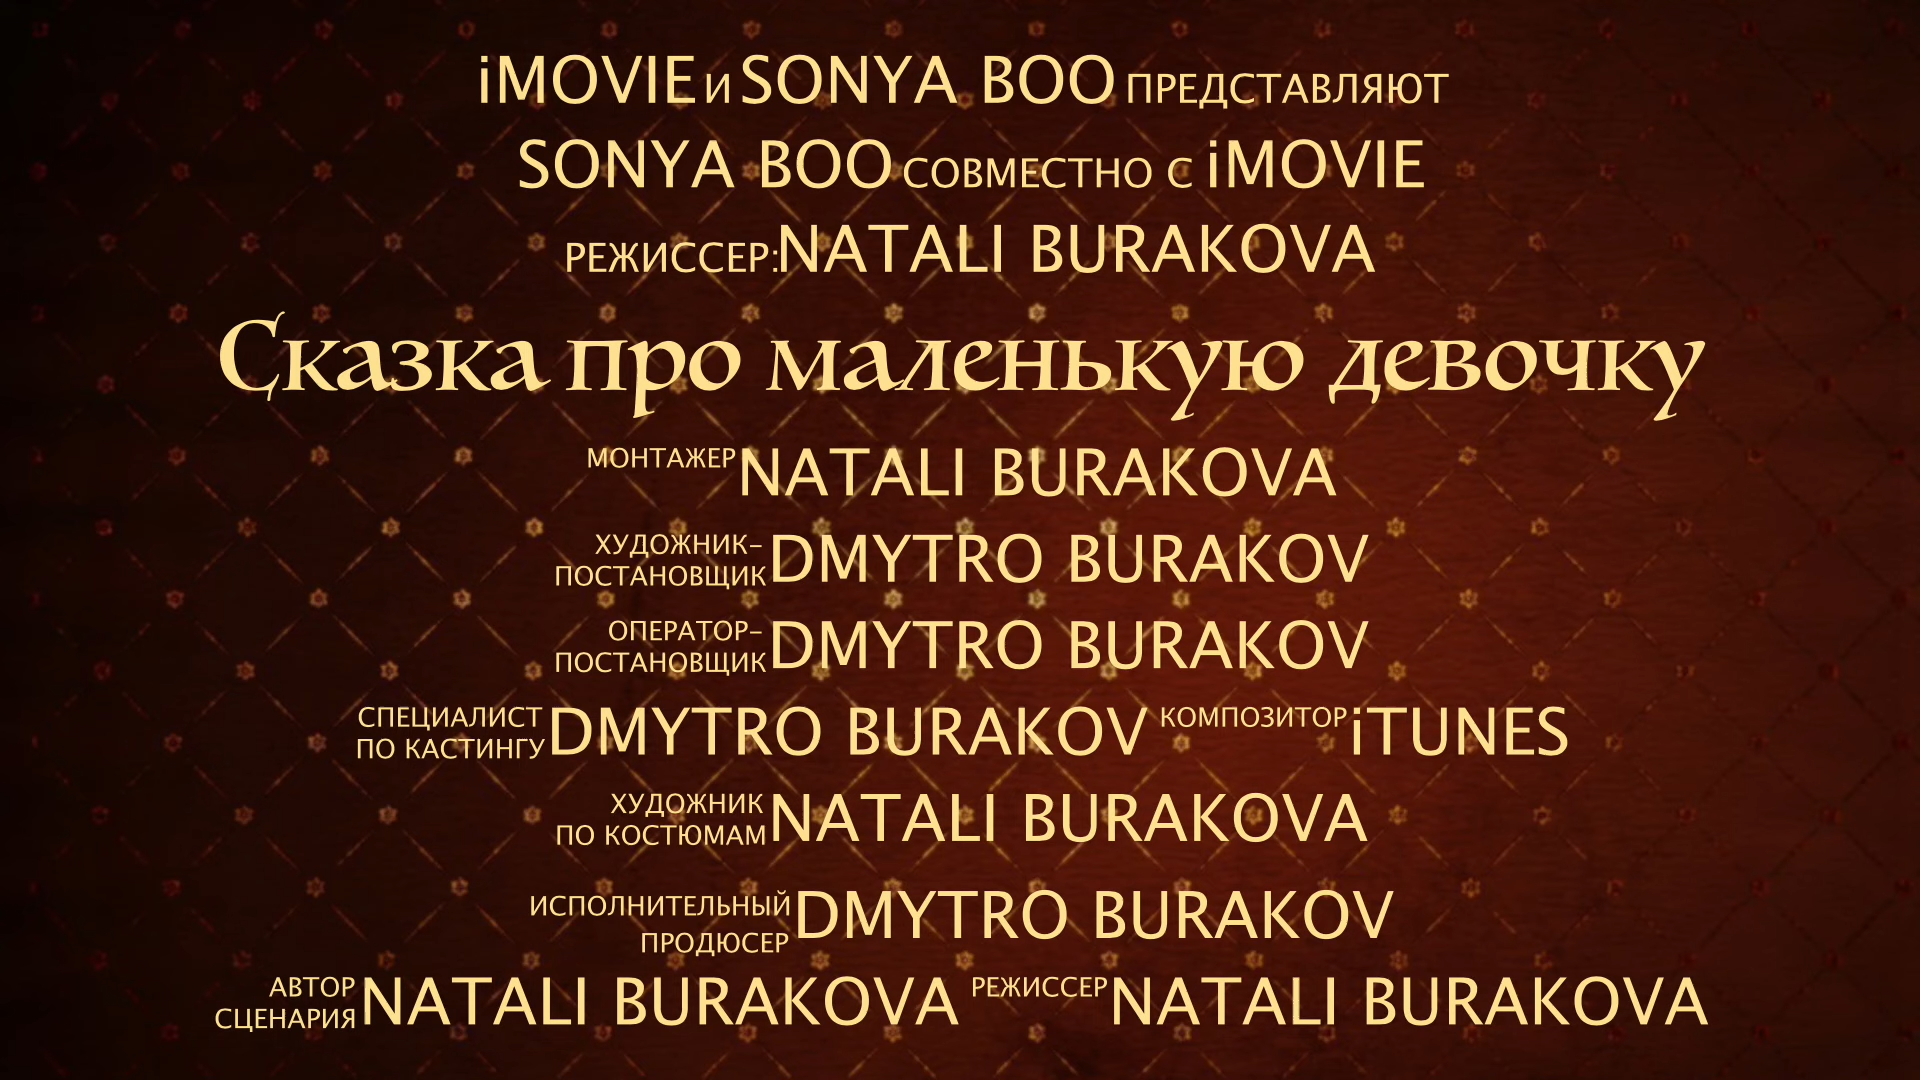 iMOVIE И SONYA BOO ПРЕДСТАВЛЯЮТ
SONYA BOO СОВМЕСТНО С iMOVIE
РЕЖИССЕР: NATALI BURAKOVA
Сказка про маленькую девочку
МОНТАЖЕР NATALI BURAKOVA
ХУДОЖНИК-
ПОСТАНОВЩИК DMYTRO BURAKOV
ОПЕРАТОР-
ПОСТАНОВЩИК DMYTRO BURAKOV
СПЕЦИАЛИСТ
ПО КАСТИНГУ DMYTRO BURAKOV КОМПОЗИТОР iTUNES
ХУДОЖНИК
ПО КОСТЮМАМ NATALI BURAKOVA
ИСПОЛНИТЕЛЬНЫЙ
ПРОДЮСЕР DMYTRO BURAKOV
АВТОР
СЦЕНАРИЯ NATALI BURAKOVA РЕЖИССЕР NATALI BURAKOVA